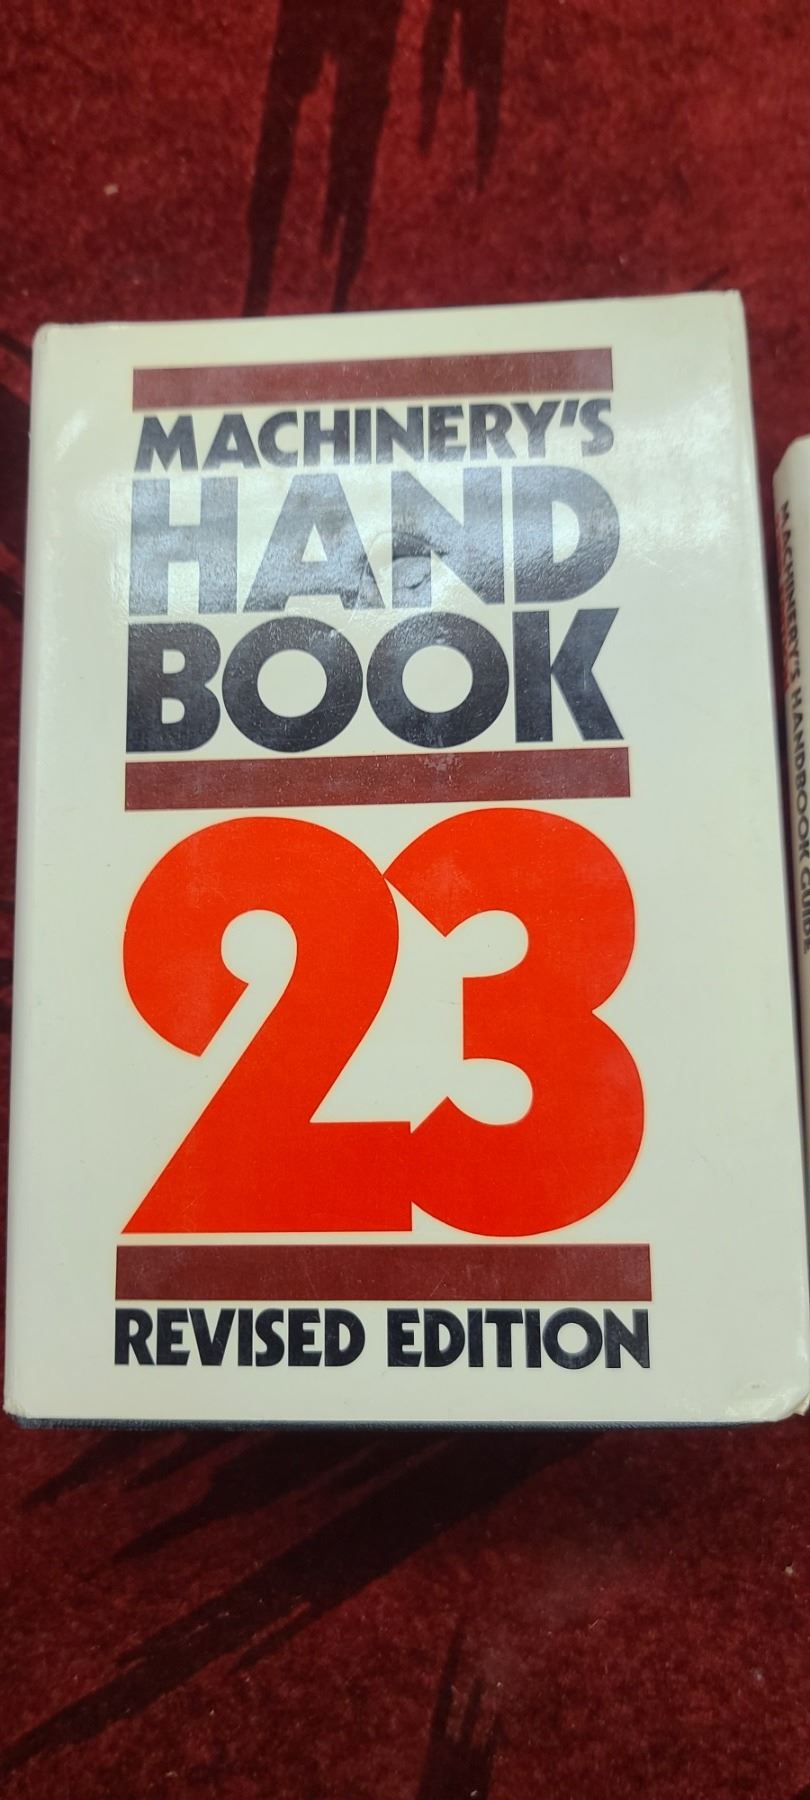 MACHINERY'S
HAND
BOOK
23
REVISED EDITION
MACHINERY'S HANDBOOK GUIDE